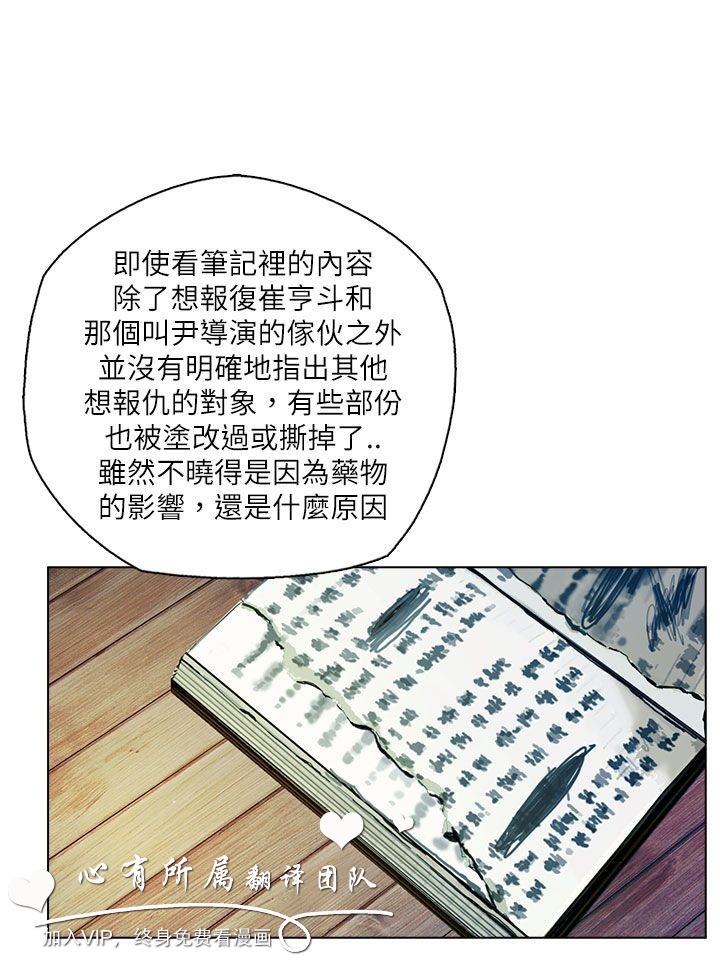 即使看筆記裡的內容
除了想報復崔亨斗和
那個叫尹導演的傢伙之外
並沒有明確地指出其他
想報仇的對象，有些部份
也被塗改過或撕掉了..
雖然不曉得是因為藥物
的影響，還是什麼原因
心有所属翻译团队
加入VIP，终身免费看漫画